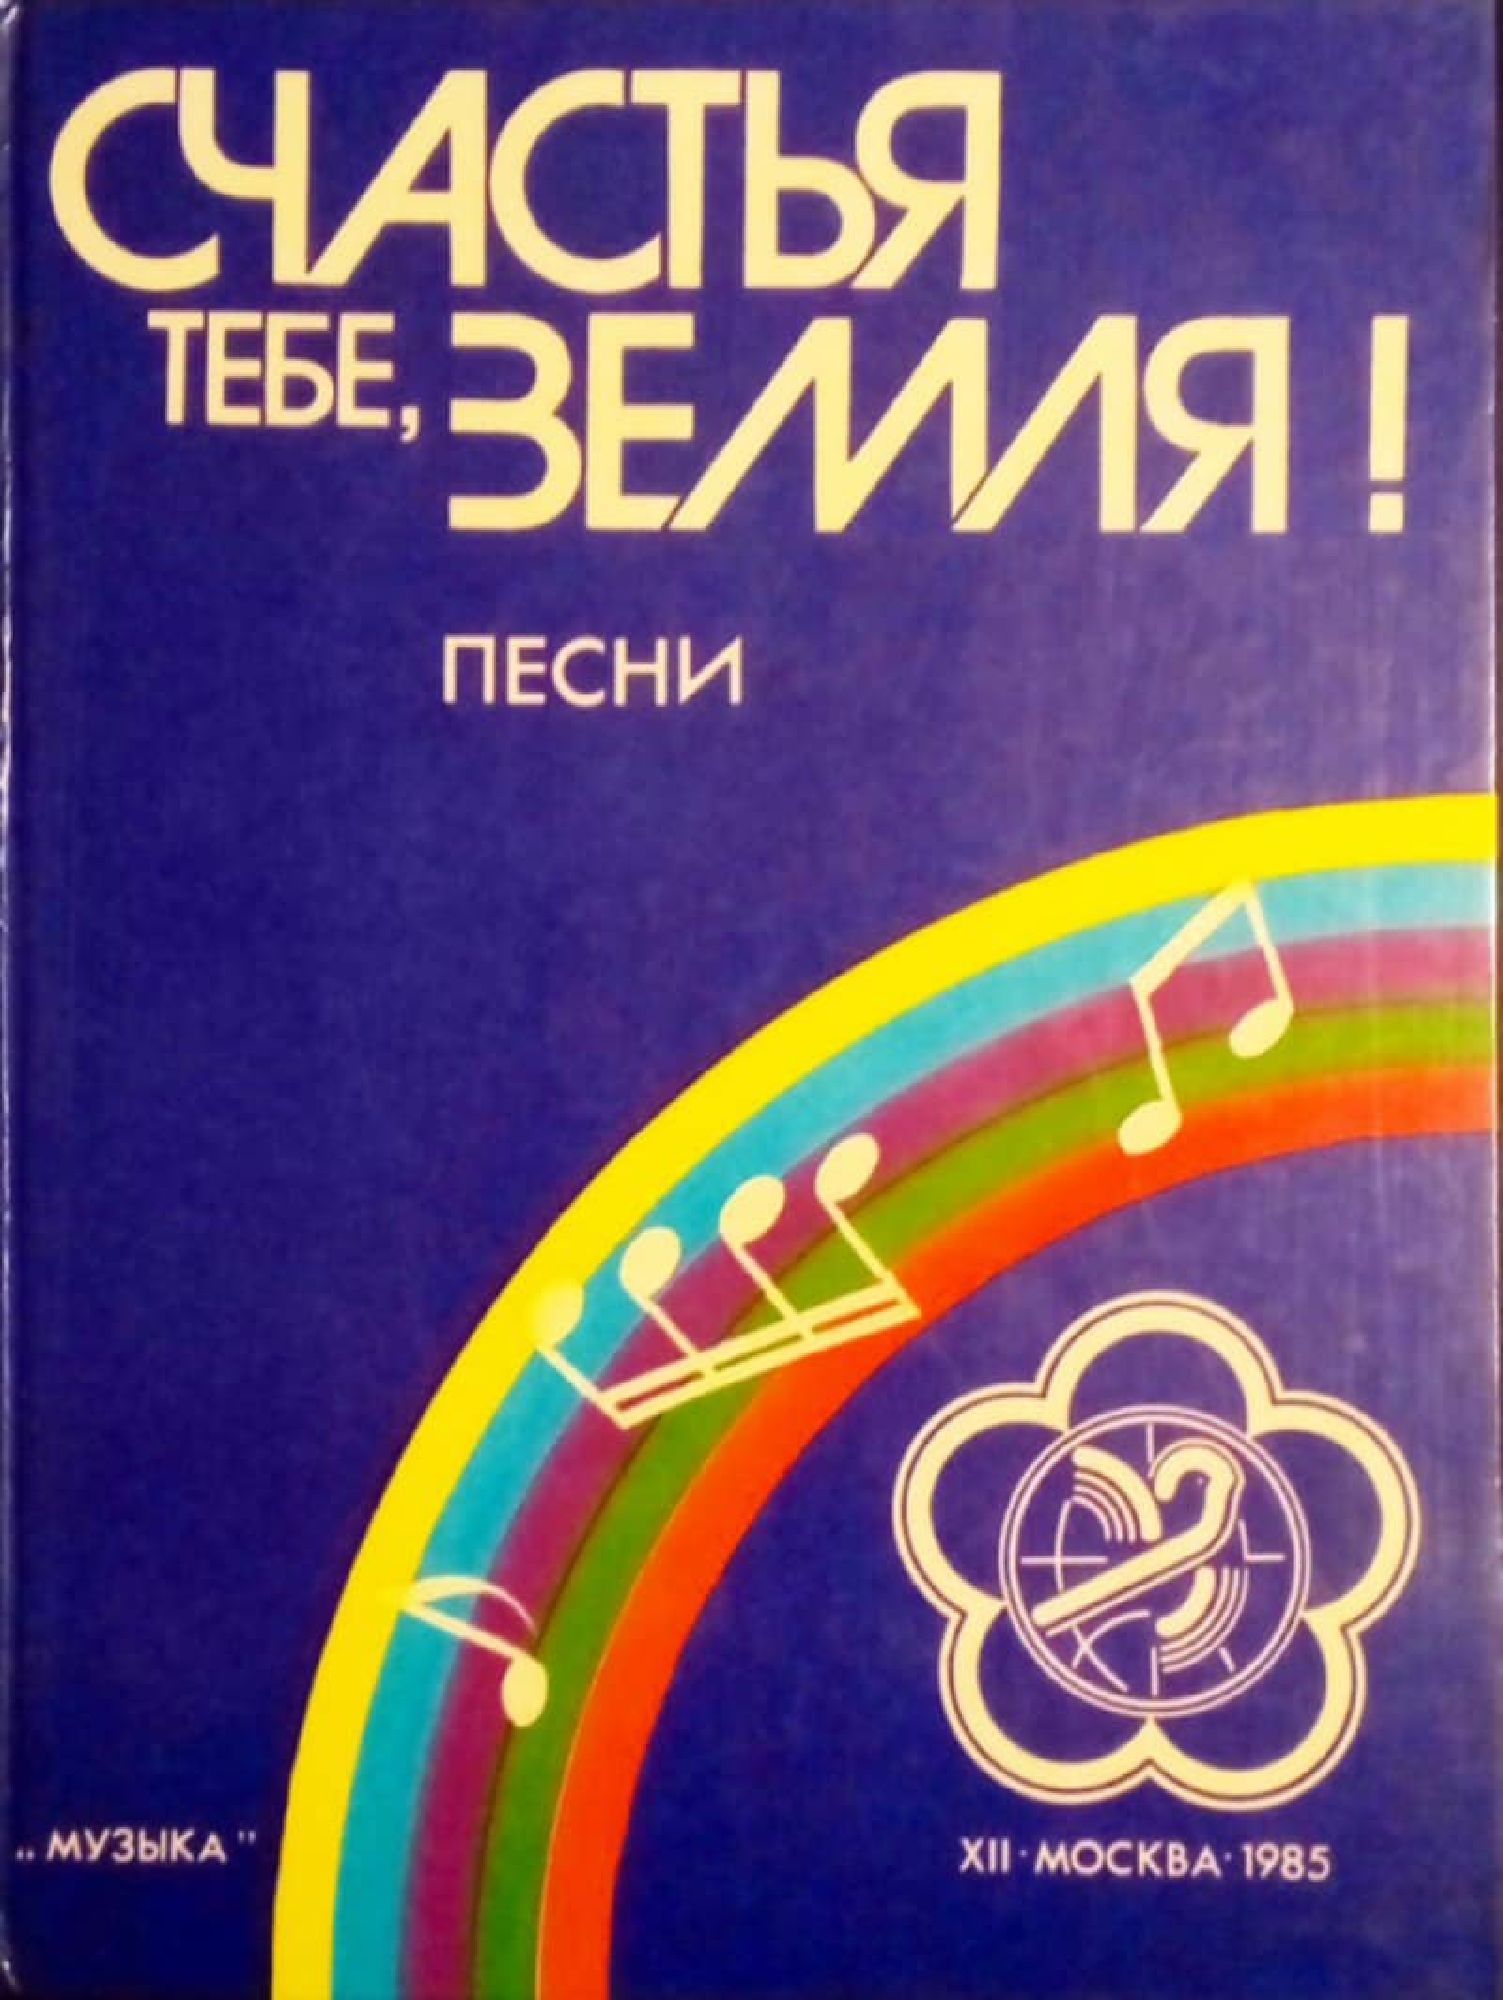 СЧАСТЬЯ
ТЕБЕ, ЗЕМЛЯ!
ПЕСНИ
„МУЗЫКА"
XII·МОСКВА·1985